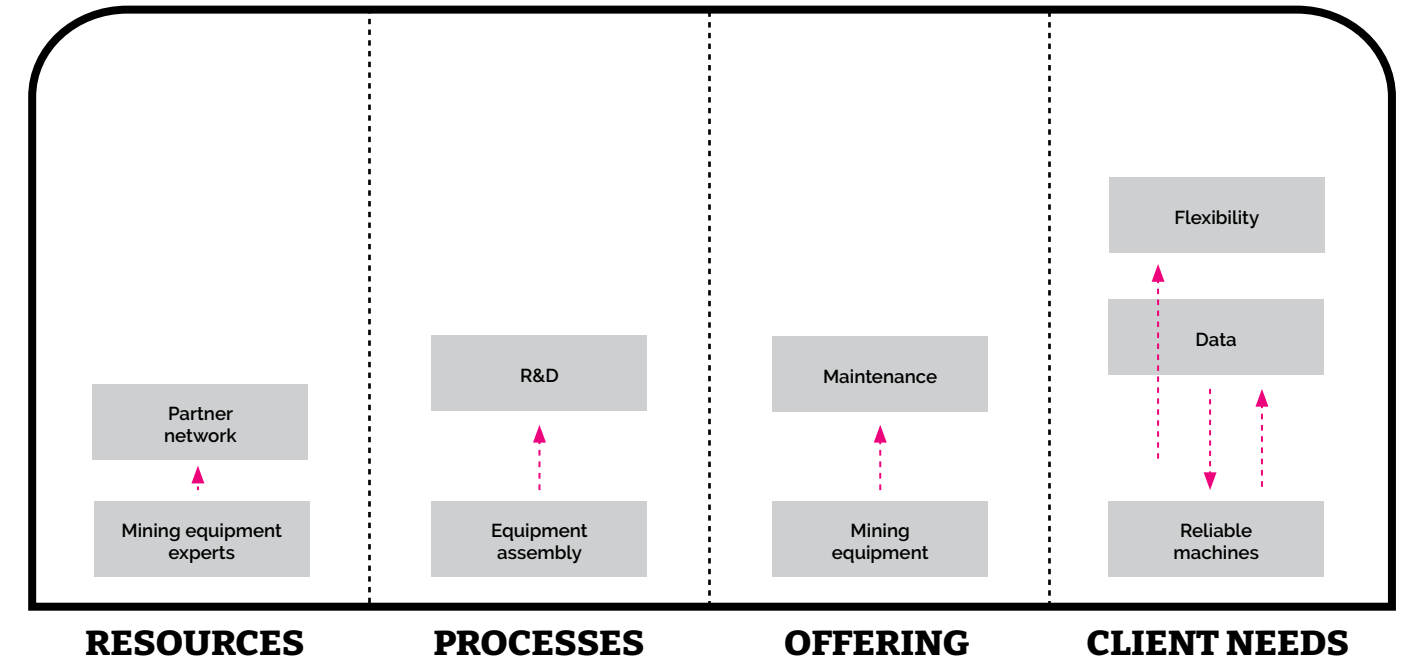 Flexibility
Data
R&D
Maintenance
Partner
network
Mining equipment
experts
Equipment
assembly
Mining
equipment
Reliable
machines
RESOURCES
PROCESSES
OFFERING
CLIENT NEEDS